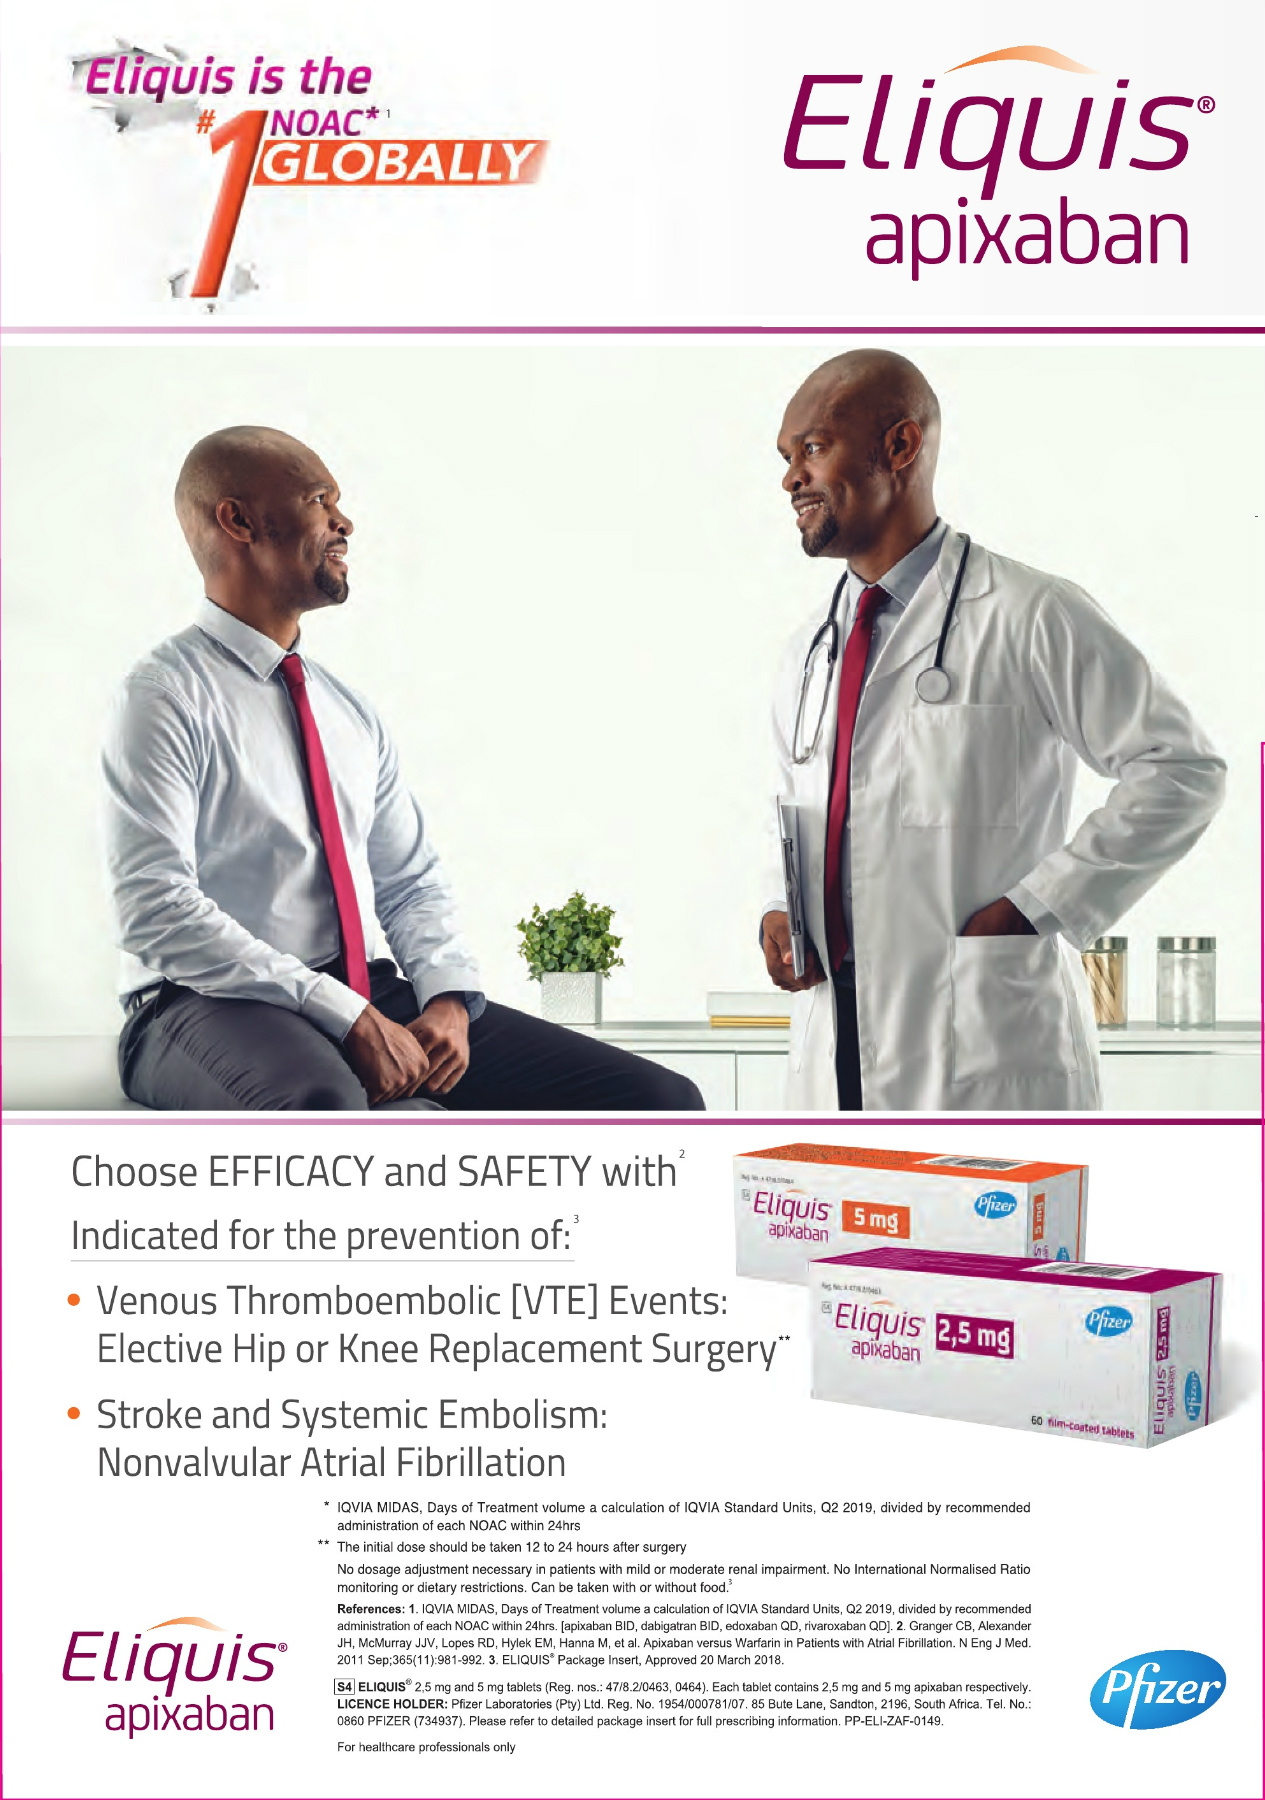 Eliquis is the
#1 NOAC* 1
GLOBALLY
Eliquis®
apixaban
Choose EFFICACY and SAFETY with2
Indicated for the prevention of:3
• Venous Thromboembolic [VTE] Events:
Elective Hip or Knee Replacement Surgery**
• Stroke and Systemic Embolism:
Nonvalvular Atrial Fibrillation
Eliquis
apixaban
5 mg
Pfizer
5 mg
Eliquis
apixaban
2,5 mg
Pfizer
60 film-coated tablets
Eliquis 2,5 mg
apixaban
Pfizer
* IQVIA MIDAS, Days of Treatment volume a calculation of IQVIA Standard Units, Q2 2019, divided by recommended
administration of each NOAC within 24hrs
** The initial dose should be taken 12 to 24 hours after surgery
No dosage adjustment necessary in patients with mild or moderate renal impairment. No International Normalised Ratio
monitoring or dietary restrictions. Can be taken with or without food.3
References: 1. IQVIA MIDAS, Days of Treatment volume a calculation of IQVIA Standard Units, Q2 2019, divided by recommended
administration of each NOAC within 24hrs. [apixaban BID, dabigatran BID, edoxaban QD, rivaroxaban QD]. 2. Granger CB, Alexander
JH, McMurray JJV, Lopes RD, Hylek EM, Hanna M, et al. Apixaban versus Warfarin in Patients with Atrial Fibrillation. N Eng J Med.
2011 Sep;365(11):981-992. 3. ELIQUIS® Package Insert, Approved 20 March 2018.
S4 ELIQUIS® 2,5 mg and 5 mg tablets (Reg. nos.: 47/8.2/0463, 0464). Each tablet contains 2,5 mg and 5 mg apixaban respectively.
LICENCE HOLDER: Pfizer Laboratories (Pty) Ltd. Reg. No. 1954/000781/07. 85 Bute Lane, Sandton, 2196, South Africa. Tel. No.:
0860 PFIZER (734937). Please refer to detailed package insert for full prescribing information. PP-ELI-ZAF-0149.
For healthcare professionals only
Eliquis®
apixaban
Pfizer